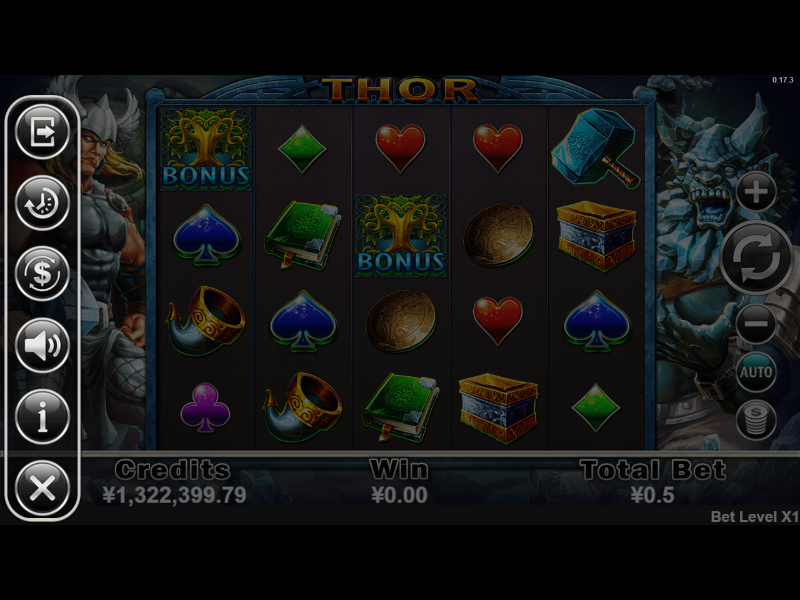 THOR
0.17.3
BONUS
BONUS
AUTO
Credits
Win
Total Bet
¥1,322,399.79
¥0.00
¥0.5
Bet Level X1